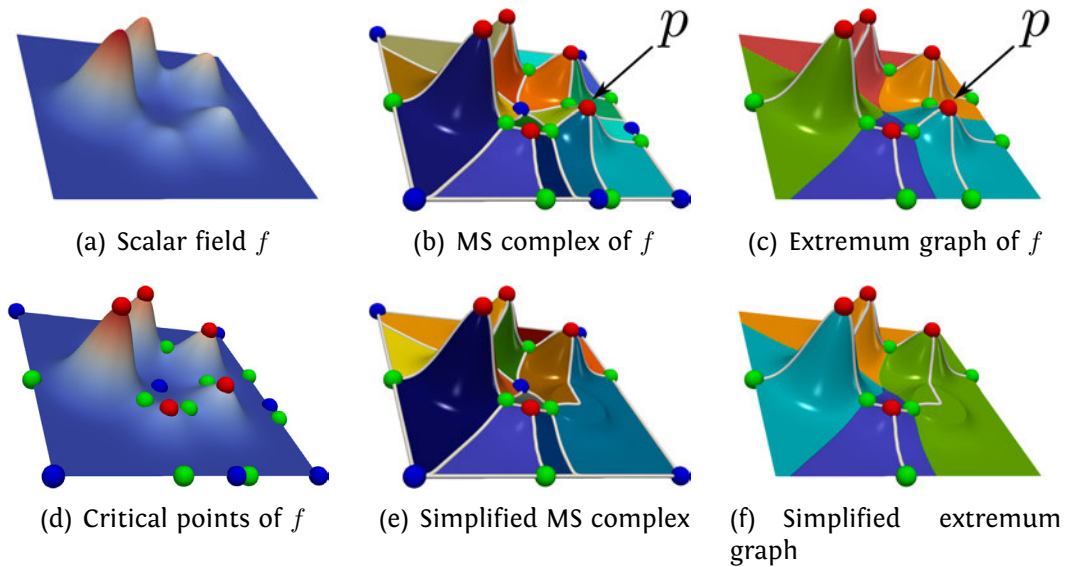 p
p
(a) Scalar field f
(b) MS complex of f
(c) Extremum graph of f
(d) Critical points of f
(e) Simplified MS complex
(f) Simplified extremum
graph